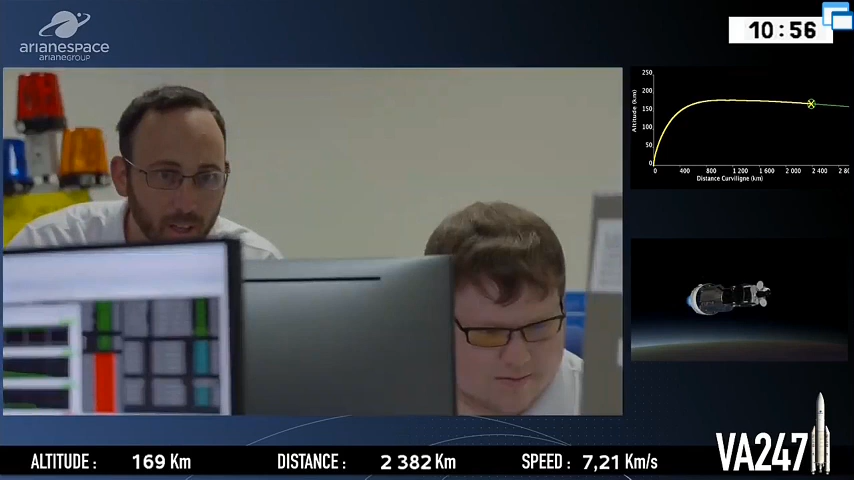 arianespace
arianeGROUP
10:56
250
200
150
100
50
0
Altitude (km)
0 400 800 1 200 1 600 2 000 2 400 2 8
Distance Curviligne (km)
ALTITUDE : 169 Km DISTANCE : 2 382 Km SPEED : 7,21 Km/s
VA247